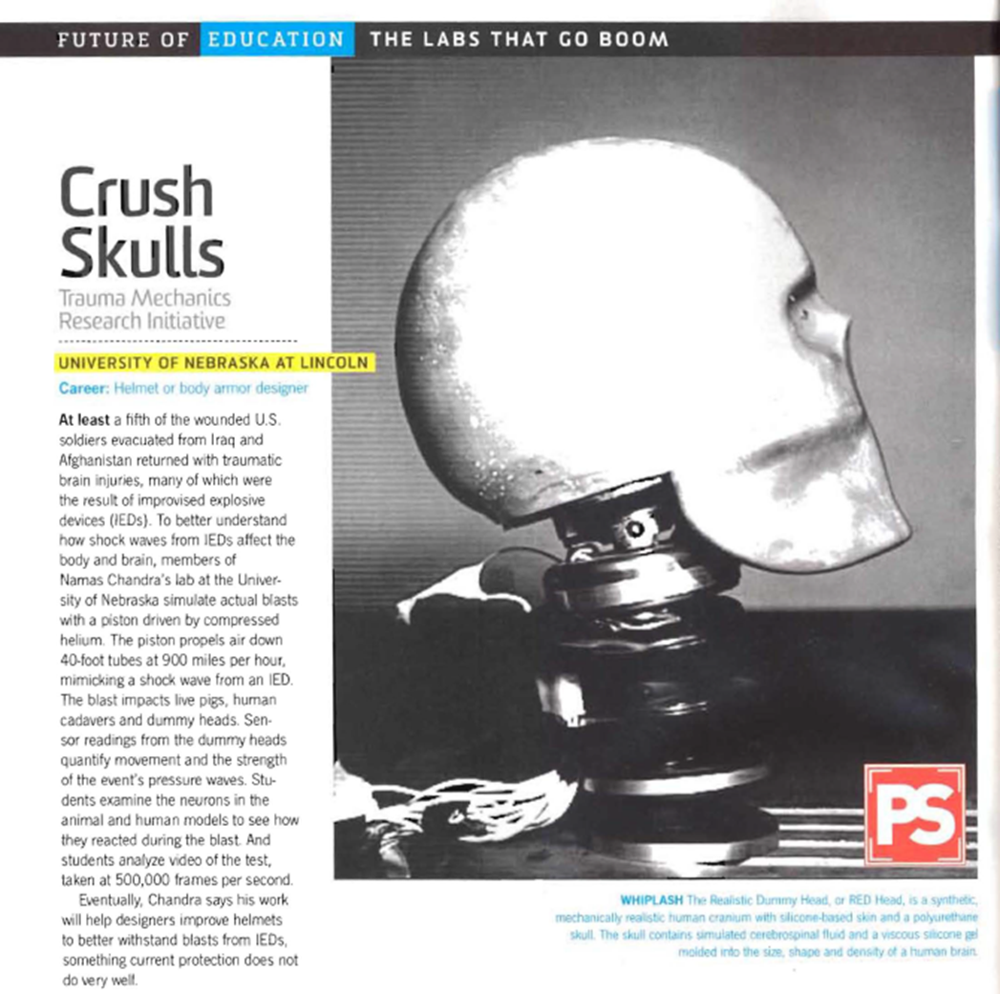 FUTURE OF EDUCATION THE LABS THAT GO BOOM
Crush
Skulls
Trauma Mechanics
Research Initiative
UNIVERSITY OF NEBRASKA AT LINCOLN
Career: Helmet or body armor designer
At least a fifth of the wounded U.S.
soldiers evacuated from Iraq and
Afghanistan returned with traumatic
brain injuries, many of which were
the result of improvised explosive
devices (IEDs). To better understand
how shock waves from IEDs affect the
body and brain, members of
Namas Chandra's lab at the Univer-
sity of Nebraska simulate actual blasts
with a piston driven by compressed
helium. The piston propels air down
40-foot tubes at 900 miles per hour,
mimicking a shock wave from an IED.
The blast impacts live pigs, human
cadavers and dummy heads. Sen-
sor readings from the dummy heads
quantify movement and the strength
of the event's pressure waves. Stu-
dents examine the neurons in the
animal and human models to see how
they reacted during the blast. And
students analyze video of the test,
taken at 500,000 frames per second.
Eventually, Chandra says his work
will help designers improve helmets
to better withstand blasts from IEDs,
something current protection does not
do very well.
PS
WHIPLASH The Realistic Dummy Head, or RED Head, is a synthetic,
mechanically realistic human cranium with silicone-based skin and a polyurethane
skull. The skull contains simulated cerebrospinal fluid and a viscous silicone gel
molded into the size, shape and density of a human brain.